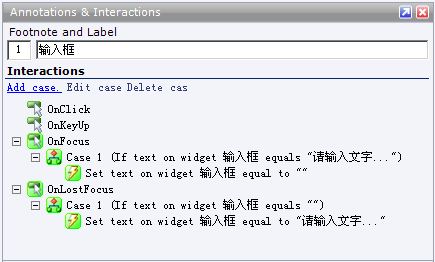 Annotations & Interactions
Footnote and Label
1 输入框
Interactions
Add case. Edit case Delete cas
OnClick
OnKeyUp
OnFocus
Case 1 (If text on widget 输入框 equals "请输入文字...")
Set text on widget 输入框 equal to ""
OnLostFocus
Case 1 (If text on widget 输入框 equals "")
Set text on widget 输入框 equal to "请输入文字..."